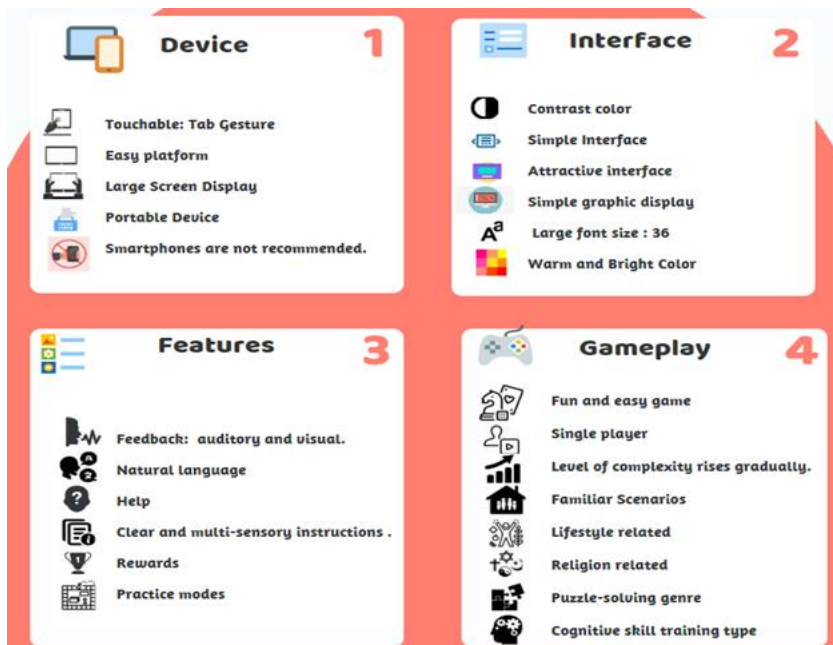 Device 1
Touchable: Tab Gesture
Easy platform
Large Screen Display
Portable Device
Smartphones are not recommended.
Interface 2
Contrast color
Simple Interface
Attractive interface
Simple graphic display
Aa Large font size : 36
Warm and Bright Color
Features 3
Feedback: auditory and visual.
Natural language
Help
Clear and multi-sensory instructions .
Rewards
Practice modes
Gameplay 4
Fun and easy game
Single player
Level of complexity rises gradually.
Familiar Scenarios
Lifestyle related
Religion related
Puzzle-solving genre
Cognitive skill training type